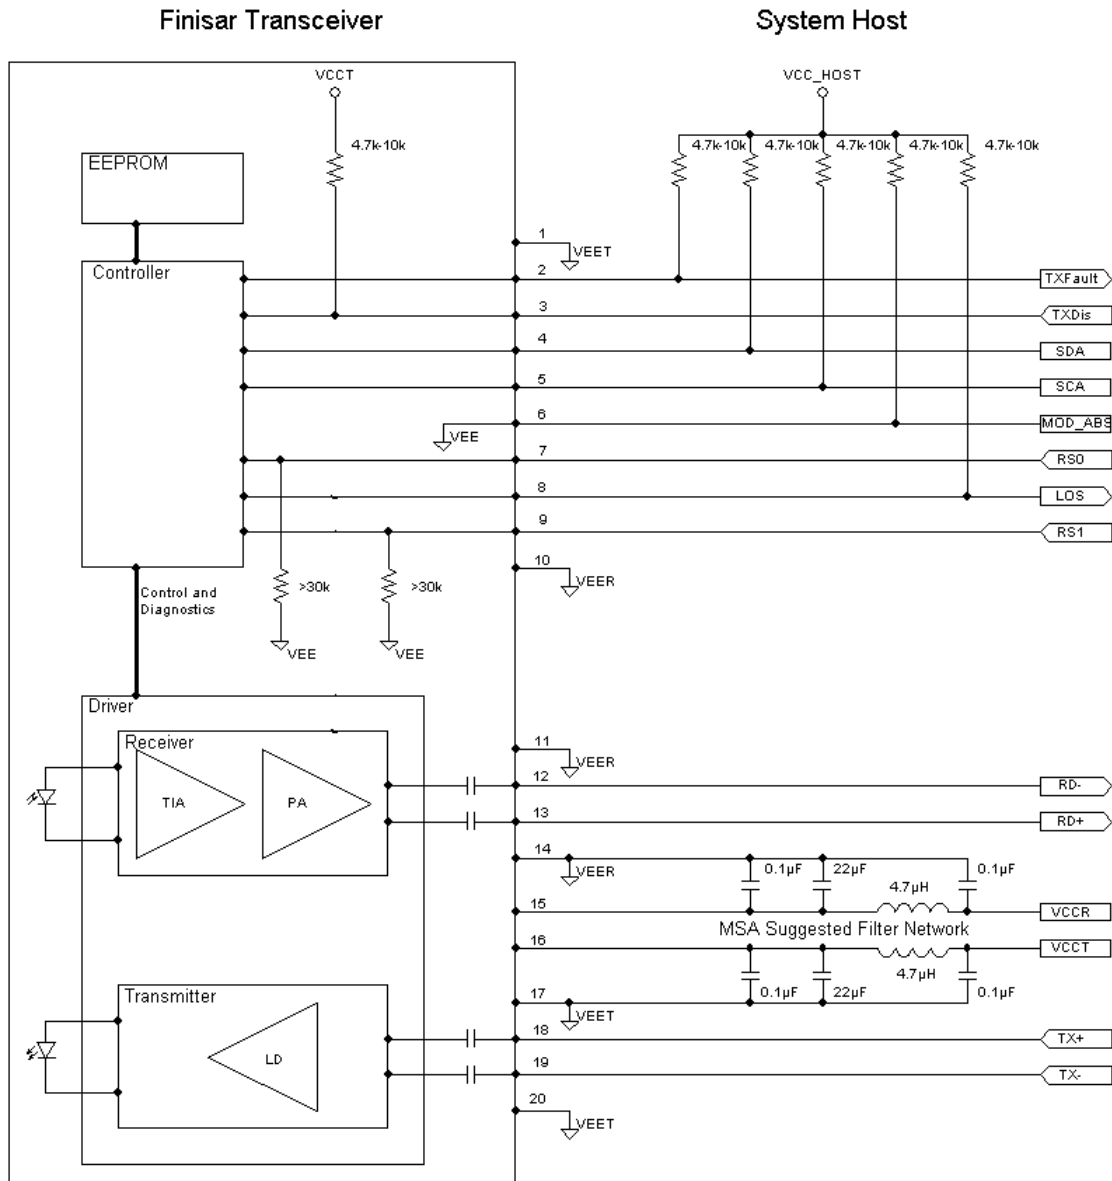 Finisar Transceiver
System Host
VCCT
VCC_HOST
4.7k-10k
4.7k-10k
4.7k-10k
4.7k-10k
4.7k-10k
4.7k-10k
EEPROM
1
VEET
Controller
2
TXFault
3
TXDis
4
SDA
5
SCA
6
VEE
MOD_ABS
7
RS0
8
LOS
9
RS1
10
VEER
Control and
Diagnostics
>30k
>30k
VEE
VEE
Driver
Receiver
TIA
PA
11
VEER
12
RD-
13
RD+
14
VEER
0.1µF
22µF
4.7µH
0.1µF
15
VCCR
MSA Suggested Filter Network
16
VCCT
4.7µH
0.1µF
22µF
0.1µF
17
VEET
Transmitter
LD
18
TX+
19
TX-
20
VEET